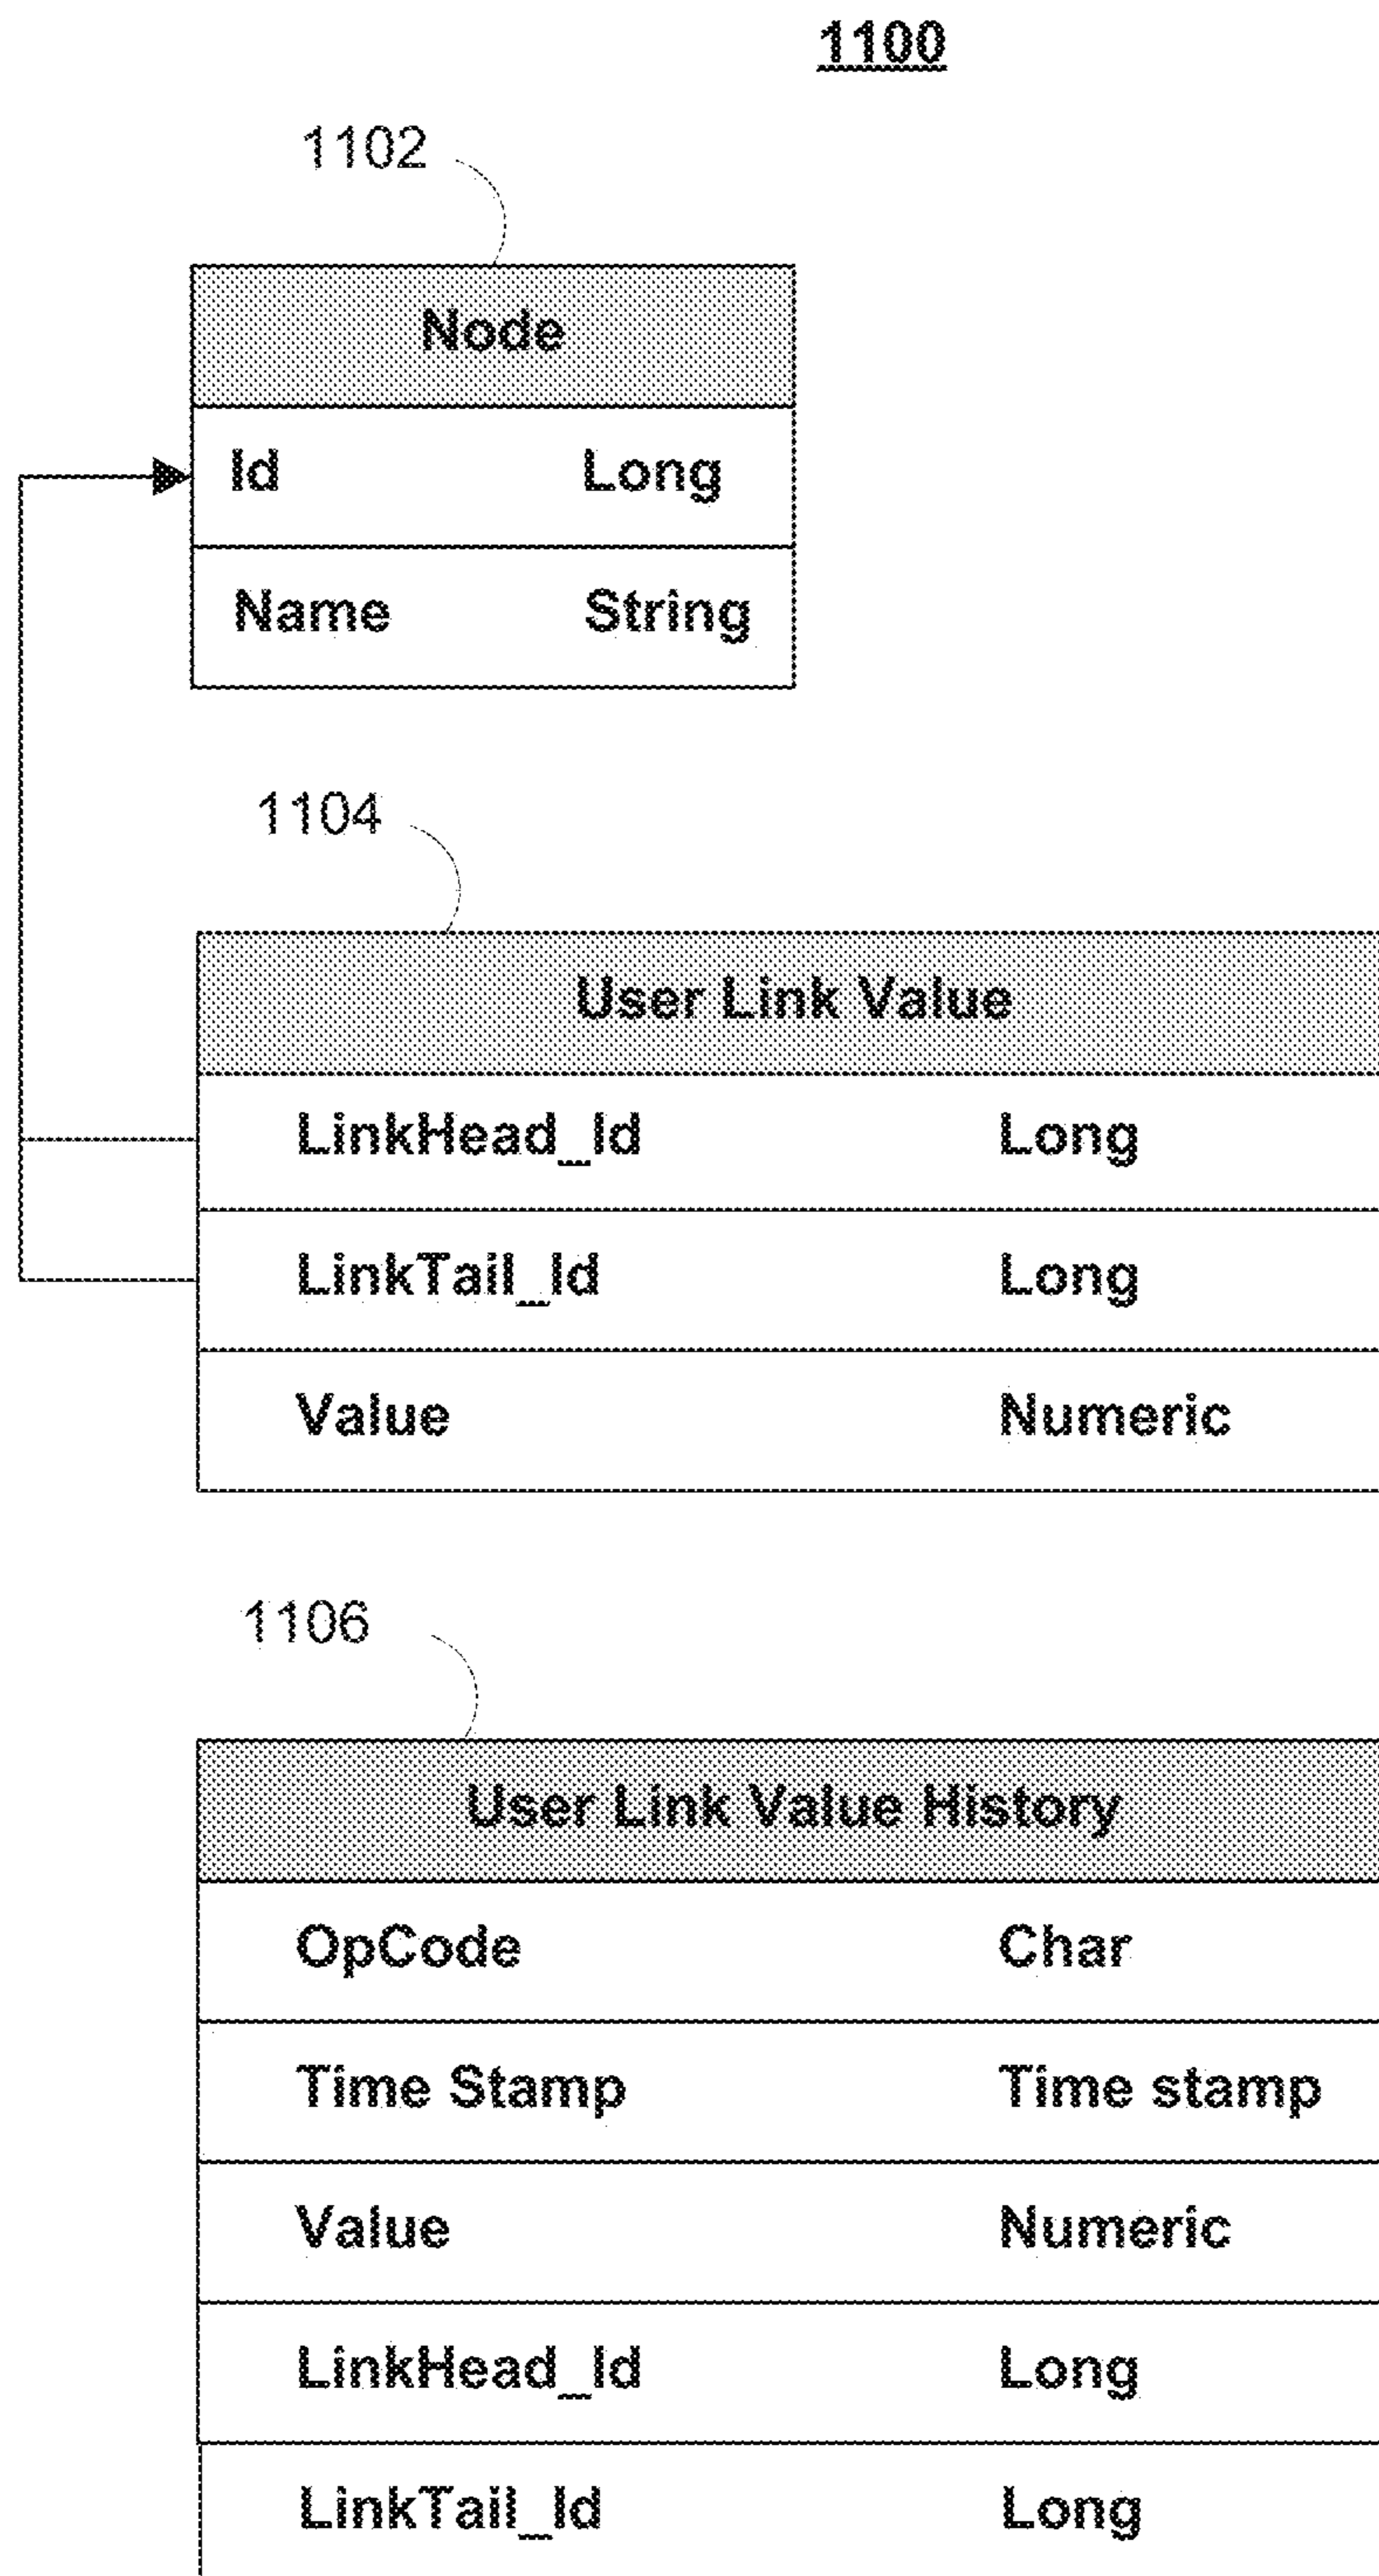 1100
1102
Node
Id Long
Name String
1104
User Link Value
LinkHead_Id Long
LinkTail_Id Long
Value Numeric
1106
User Link Value History
OpCode Char
Time Stamp Time stamp
Value Numeric
LinkHead_Id Long
LinkTail_Id Long